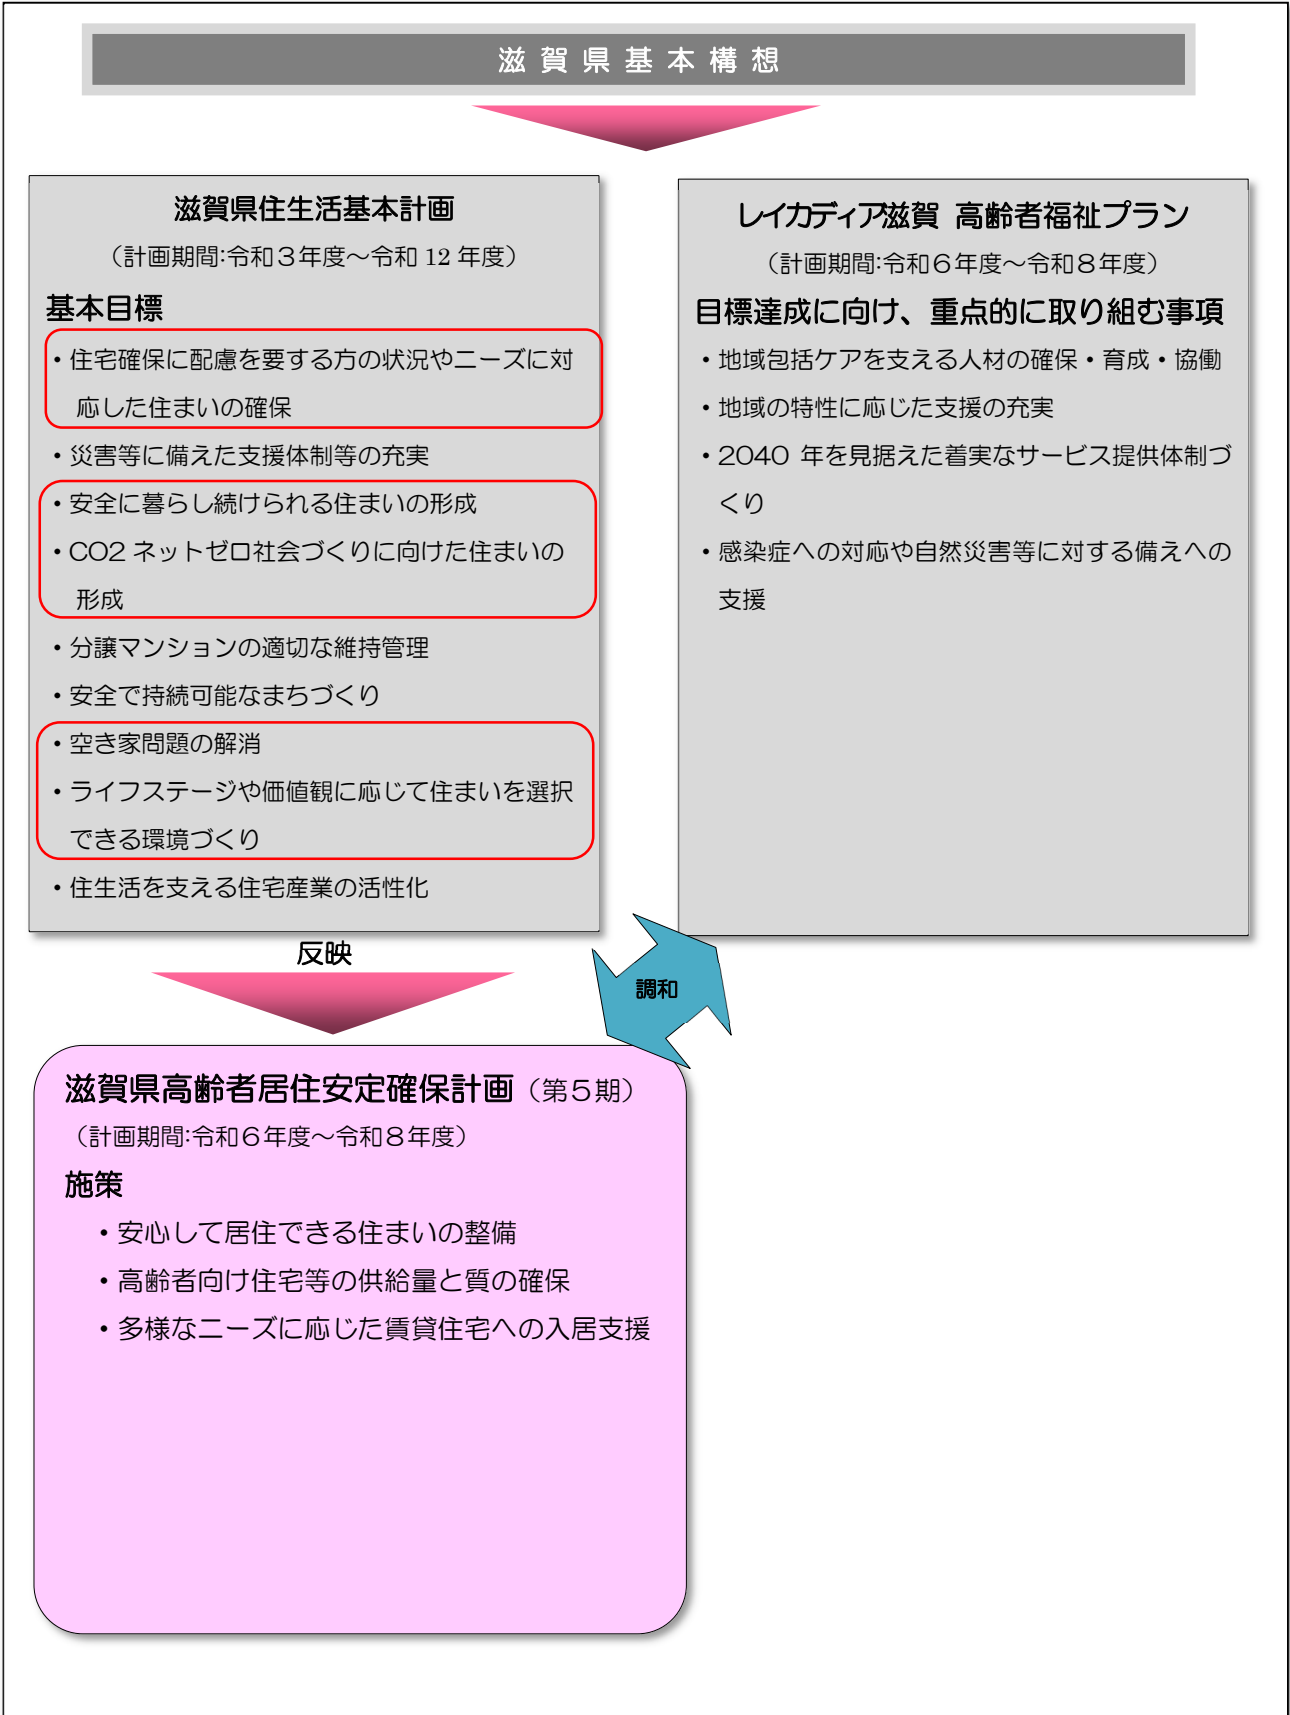 滋賀県基本構想
滋賀県住生活基本計画
（計画期間:令和３年度～令和 12 年度）
基本目標
・住宅確保に配慮を要する方の状況やニーズに対
応した住まいの確保
・災害等に備えた支援体制等の充実
・安全に暮らし続けられる住まいの形成
・CO2 ネットゼロ社会づくりに向けた住まいの
形成
・分譲マンションの適切な維持管理
・安全で持続可能なまちづくり
・空き家問題の解消
・ライフステージや価値観に応じて住まいを選択
できる環境づくり
・住生活を支える住宅産業の活性化
レイカディア滋賀 高齢者福祉プラン
（計画期間:令和６年度～令和８年度）
目標達成に向け、重点的に取り組む事項
・地域包括ケアを支える人材の確保・育成・協働
・地域の特性に応じた支援の充実
・2040 年を見据えた着実なサービス提供体制づ
くり
・感染症への対応や自然災害等に対する備えへの
支援
反映
調和
滋賀県高齢者居住安定確保計画（第５期）
（計画期間:令和６年度～令和８年度）
施策
・安心して居住できる住まいの整備
・高齢者向け住宅等の供給量と質の確保
・多様なニーズに応じた賃貸住宅への入居支援